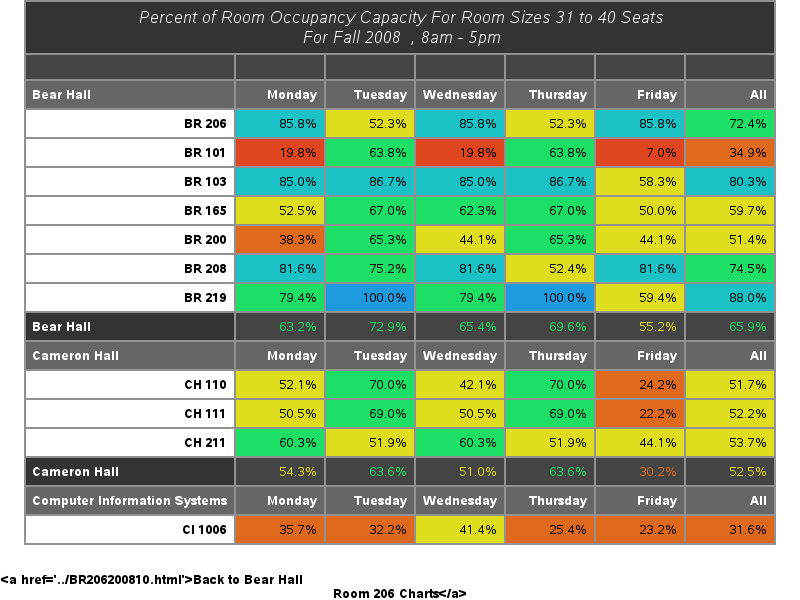 Percent of Room Occupancy Capacity For Room Sizes 31 to 40 Seats
For Fall 2008 , 8am - 5pm
Bear Hall Monday Tuesday Wednesday Thursday Friday All
BR 206 85.8% 52.3% 85.8% 52.3% 85.8% 72.4%
BR 101 19.8% 63.8% 19.8% 63.8% 7.0% 34.9%
BR 103 85.0% 86.7% 85.0% 86.7% 58.3% 80.3%
BR 165 52.5% 67.0% 62.3% 67.0% 50.0% 59.7%
BR 200 38.3% 65.3% 44.1% 65.3% 44.1% 51.4%
BR 208 81.6% 75.2% 81.6% 52.4% 81.6% 74.5%
BR 219 79.4% 100.0% 79.4% 100.0% 59.4% 88.0%
Bear Hall 63.2% 72.9% 65.4% 69.6% 55.2% 65.9%
Cameron Hall Monday Tuesday Wednesday Thursday Friday All
CH 110 52.1% 70.0% 42.1% 70.0% 24.2% 51.7%
CH 111 50.5% 69.0% 50.5% 69.0% 22.2% 52.2%
CH 211 60.3% 51.9% 60.3% 51.9% 44.1% 53.7%
Cameron Hall 54.3% 63.6% 51.0% 63.6% 30.2% 52.5%
Computer Information Systems Monday Tuesday Wednesday Thursday Friday All
CI 1006 35.7% 32.2% 41.4% 25.4% 23.2% 31.6%
<a href='../BR206200810.html'>Back to Bear Hall
Room 206 Charts</a>